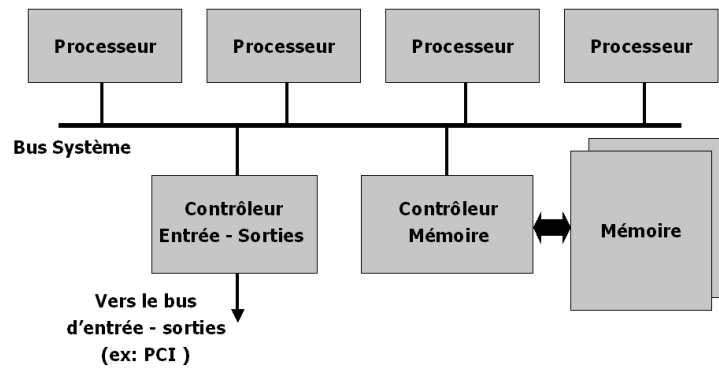 Processeur
Processeur
Processeur
Processeur
Bus Système
Contrôleur
Entrée - Sorties
Contrôleur
Mémoire
Mémoire
Vers le bus
d'entrée - sorties
(ex: PCI )